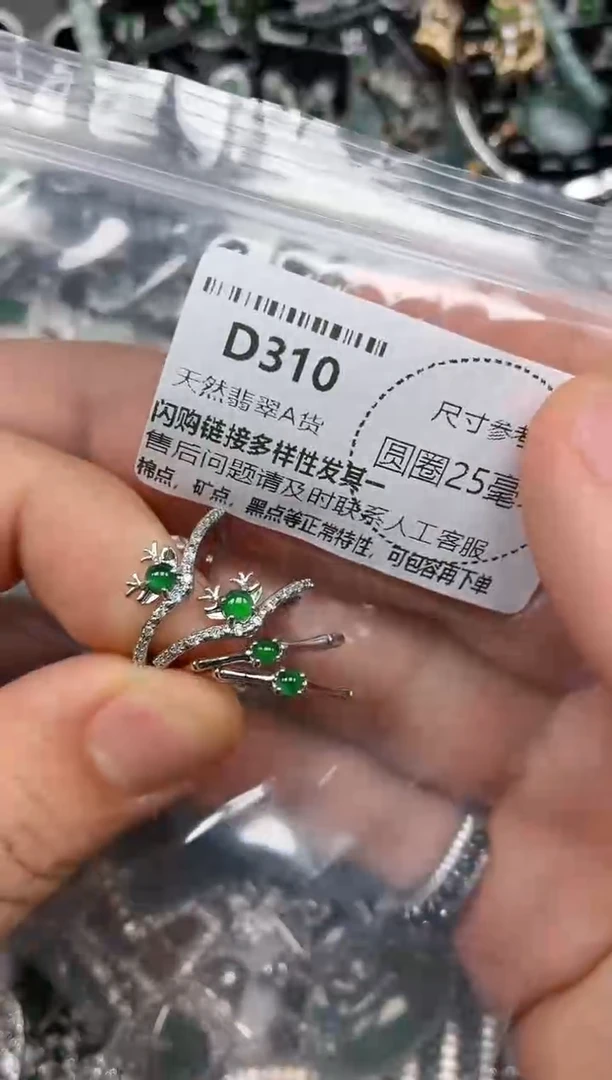 D310
天然翡翠A货
尺寸参考
闪购链接多样性发其一
圆圈25毫
售后问题请及时联系人工客服
棉点，矿点，黑点等正常特性，可包容再下单